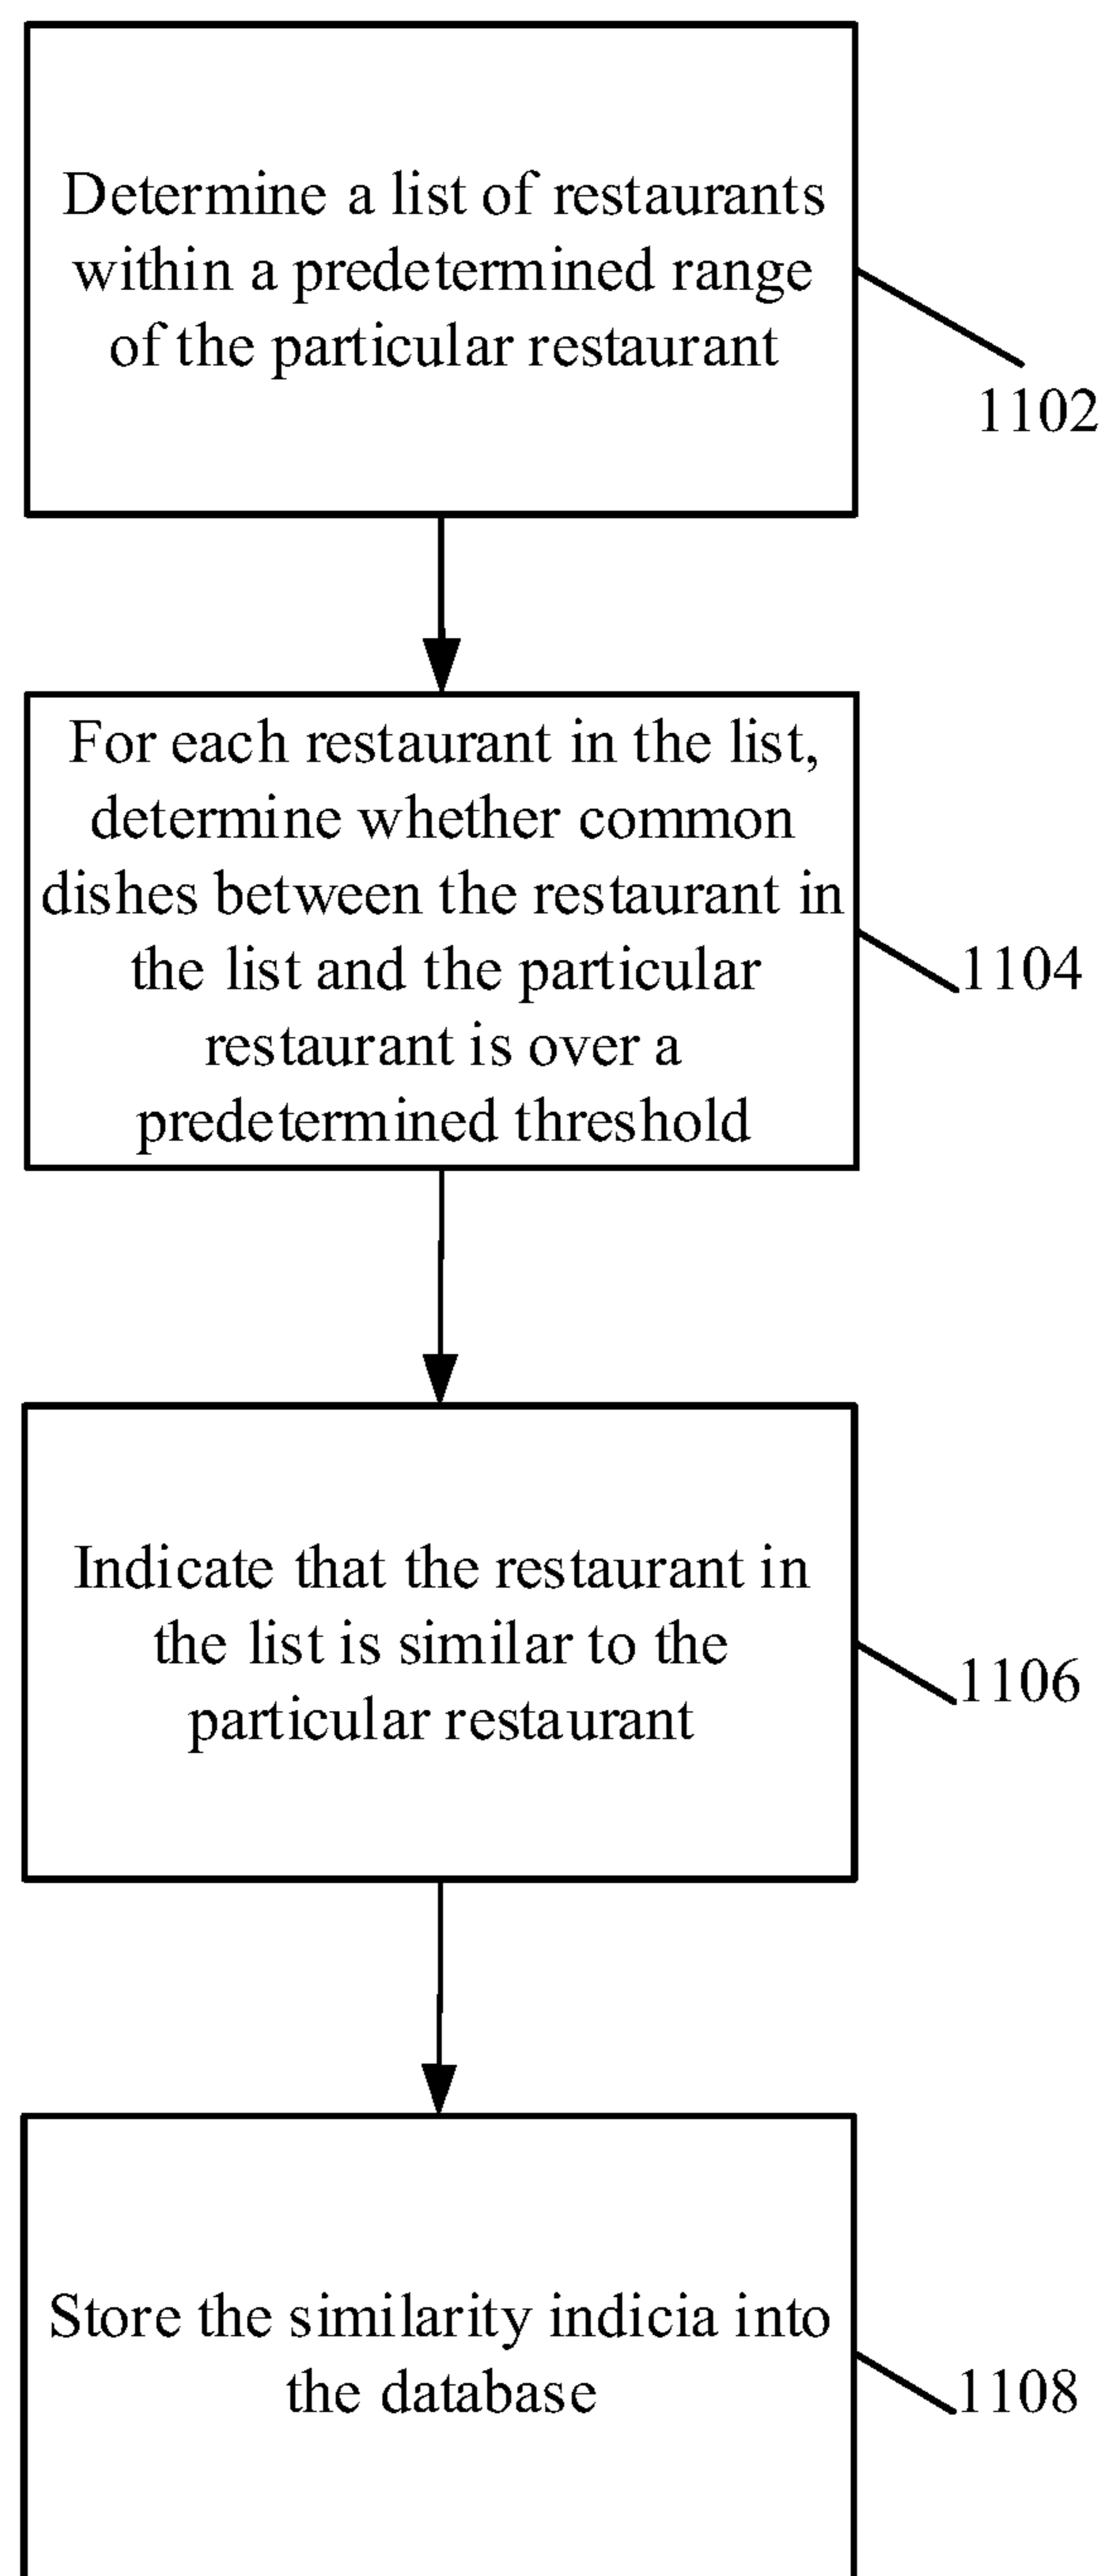 Determine a list of restaurants
within a predetermined range
of the particular restaurant
1102
For each restaurant in the list,
determine whether common
dishes between the restaurant in
the list and the particular
restaurant is over a
predetermined threshold
1104
Indicate that the restaurant in
the list is similar to the
particular restaurant
1106
Store the similarity indicia into
the database
1108